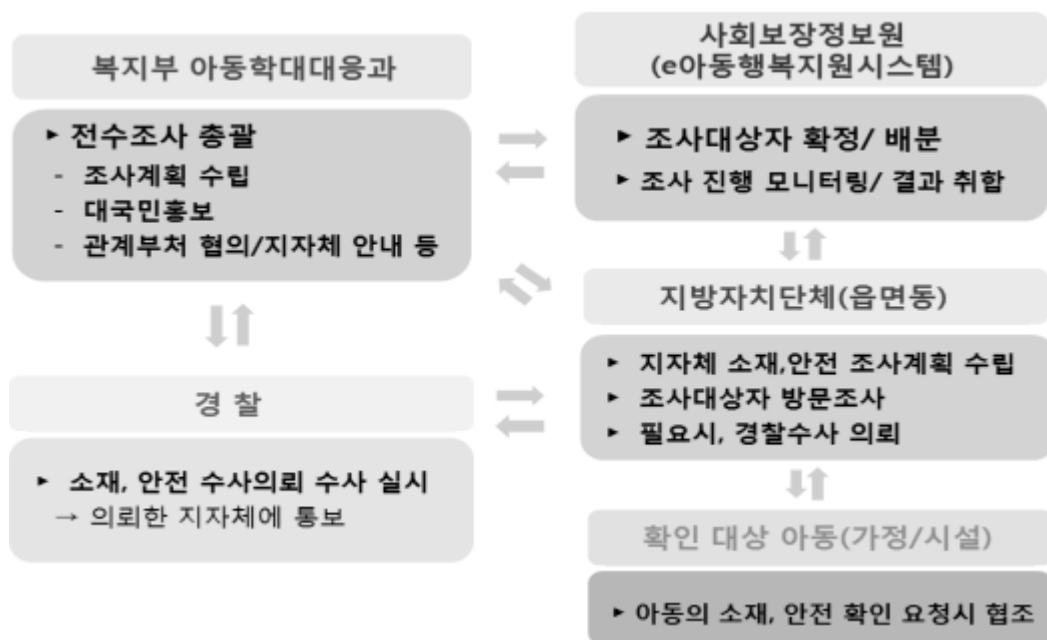 복지부 아동학대대응과
▸ 전수조사 총괄
- 조사계획 수립
- 대국민홍보
- 관계부처 협의/지자체 안내 등
사회보장정보원
(e아동행복지원시스템)
▸ 조사대상자 확정/ 배분
▸ 조사 진행 모니터링/ 결과 취합
지방자치단체(읍면동)
▸ 지자체 소재,안전 조사계획 수립
▸ 조사대상자 방문조사
▸ 필요시, 경찰수사 의뢰
경 찰
▸ 소재, 안전 수사의뢰 수사 실시
→ 의뢰한 지자체에 통보
확인 대상 아동(가정/시설)
▸ 아동의 소재, 안전 확인 요청시 협조